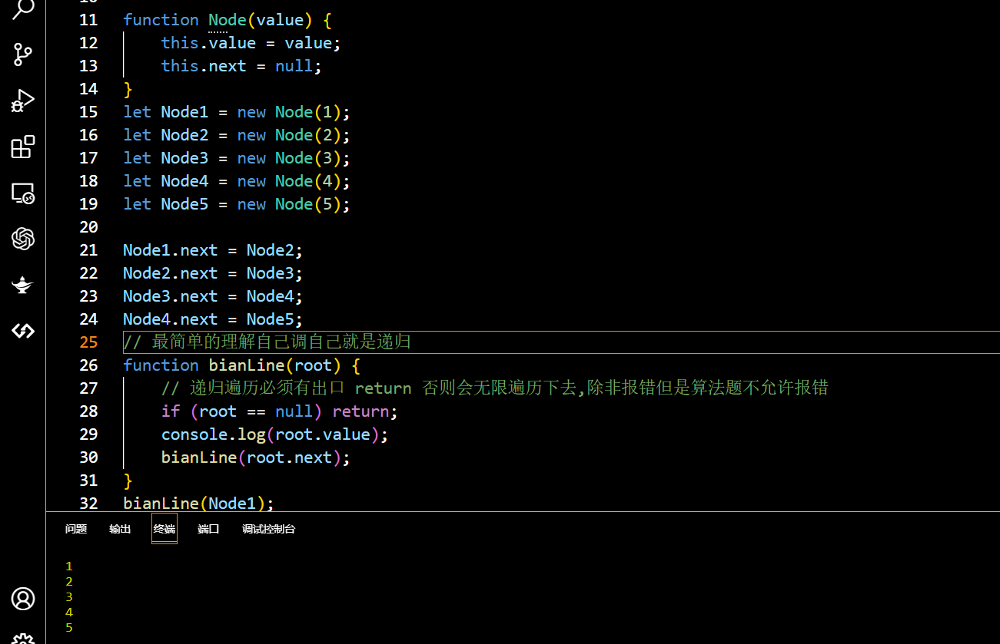 11 function Node(value) {
12 this.value = value;
13 this.next = null;
14 }
15 let Node1 = new Node(1);
16 let Node2 = new Node(2);
17 let Node3 = new Node(3);
18 let Node4 = new Node(4);
19 let Node5 = new Node(5);
20
21 Node1.next = Node2;
22 Node2.next = Node3;
23 Node3.next = Node4;
24 Node4.next = Node5;
25 // 最简单的理解自己调自己就是递归
26 function bianLine(root) {
27 // 递归遍历必须有出口 return 否则会无限遍历下去,除非报错但是算法题不允许报错
28 if (root == null) return;
29 console.log(root.value);
30 bianLine(root.next);
31 }
32 bianLine(Node1);
问题 输出 终端 端口 调试控制台
1
2
3
4
5